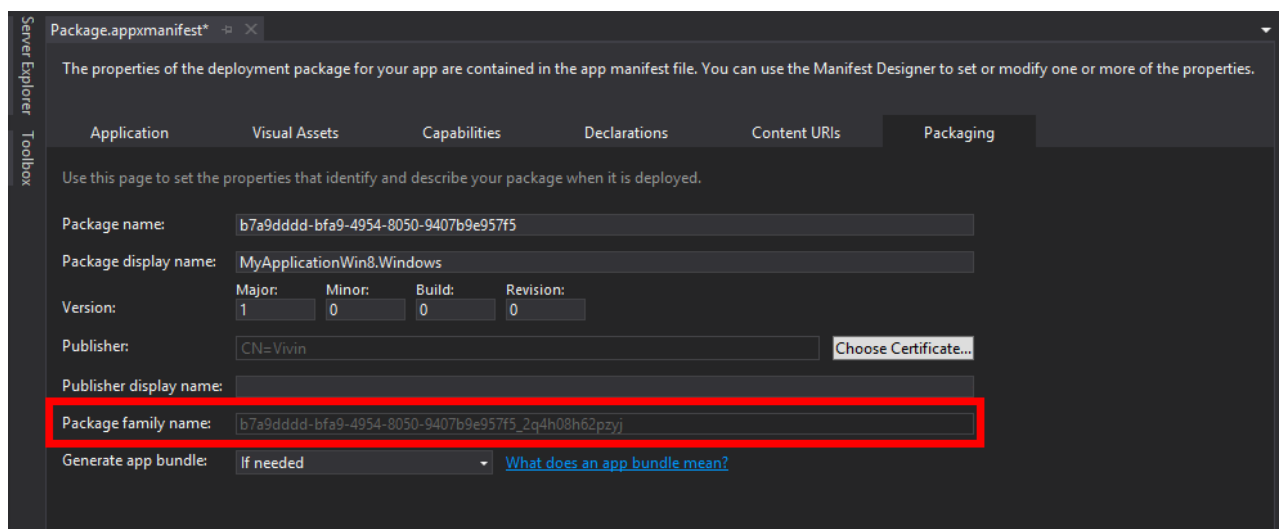 Server Explorer
Toolbox
Package.appxmanifest*
The properties of the deployment package for your app are contained in the app manifest file. You can use the Manifest Designer to set or modify one or more of the properties.
Application Visual Assets Capabilities Declarations Content URIs Packaging
Use this page to set the properties that identify and describe your package when it is deployed.
Package name: b7a9dddd-bfa9-4954-8050-9407b9e957f5
Package display name: MyApplicationWin8.Windows
Major: Minor: Build: Revision:
Version: 1 0 0 0
Publisher: CN=Vivin Choose Certificate...
Publisher display name:
Package family name: b7a9dddd-bfa9-4954-8050-9407b9e957f5_2q4h08h62pzyj
Generate app bundle: If needed What does an app bundle mean?